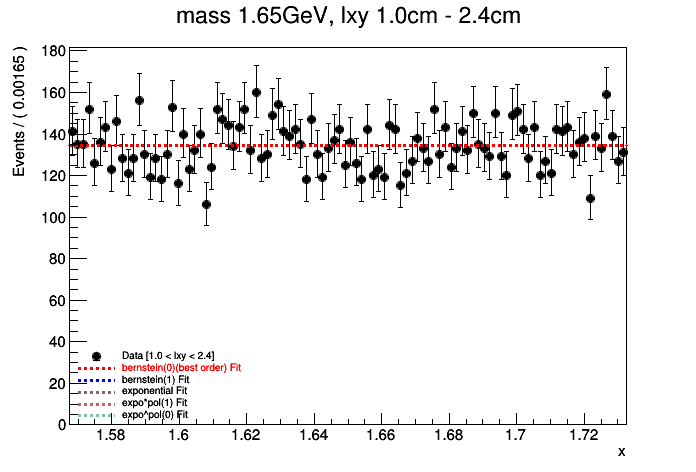 mass 1.65GeV, lxy 1.0cm - 2.4cm
Events / ( 0.00165 )
180
160
140
120
100
80
60
40
20
0
Data [1.0 < lxy < 2.4]
bernstein(0)(best order) Fit
bernstein(1) Fit
exponential Fit
expo*pol(1) Fit
expo^pol(0) Fit
1.58 1.6 1.62 1.64 1.66 1.68 1.7 1.72
x